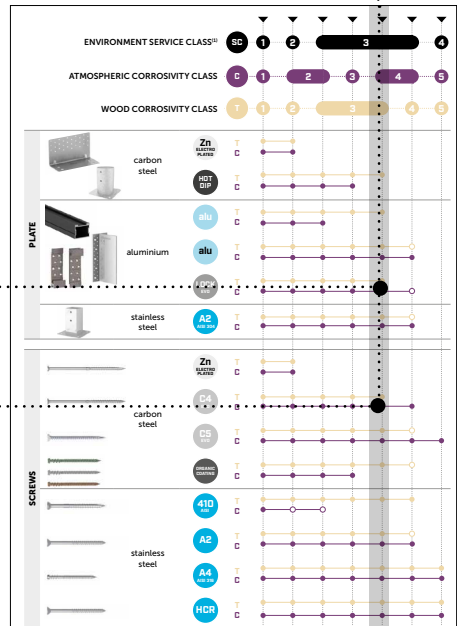 ENVIRONMENT SERVICE CLASS(1) SC 1 2 3 4
ATMOSPHERIC CORROSIVITY CLASS C 1 2 3 4 5
WOOD CORROSIVITY CLASS T 1 2 3 4 5
PLATE
carbon steel
Zn ELECTRO PLATED T C
HOT DIP T C
aluminium
alu T C
alu T C
LOCK EVO T C
stainless steel
A2 AISI 304 T C
SCREWS
carbon steel
Zn ELECTRO PLATED T C
C4 T C
C5 EVO T C
ORGANIC COATING T C
stainless steel
410 AISI T C
A2 T C
A4 AISI 316 T C
HCR T C